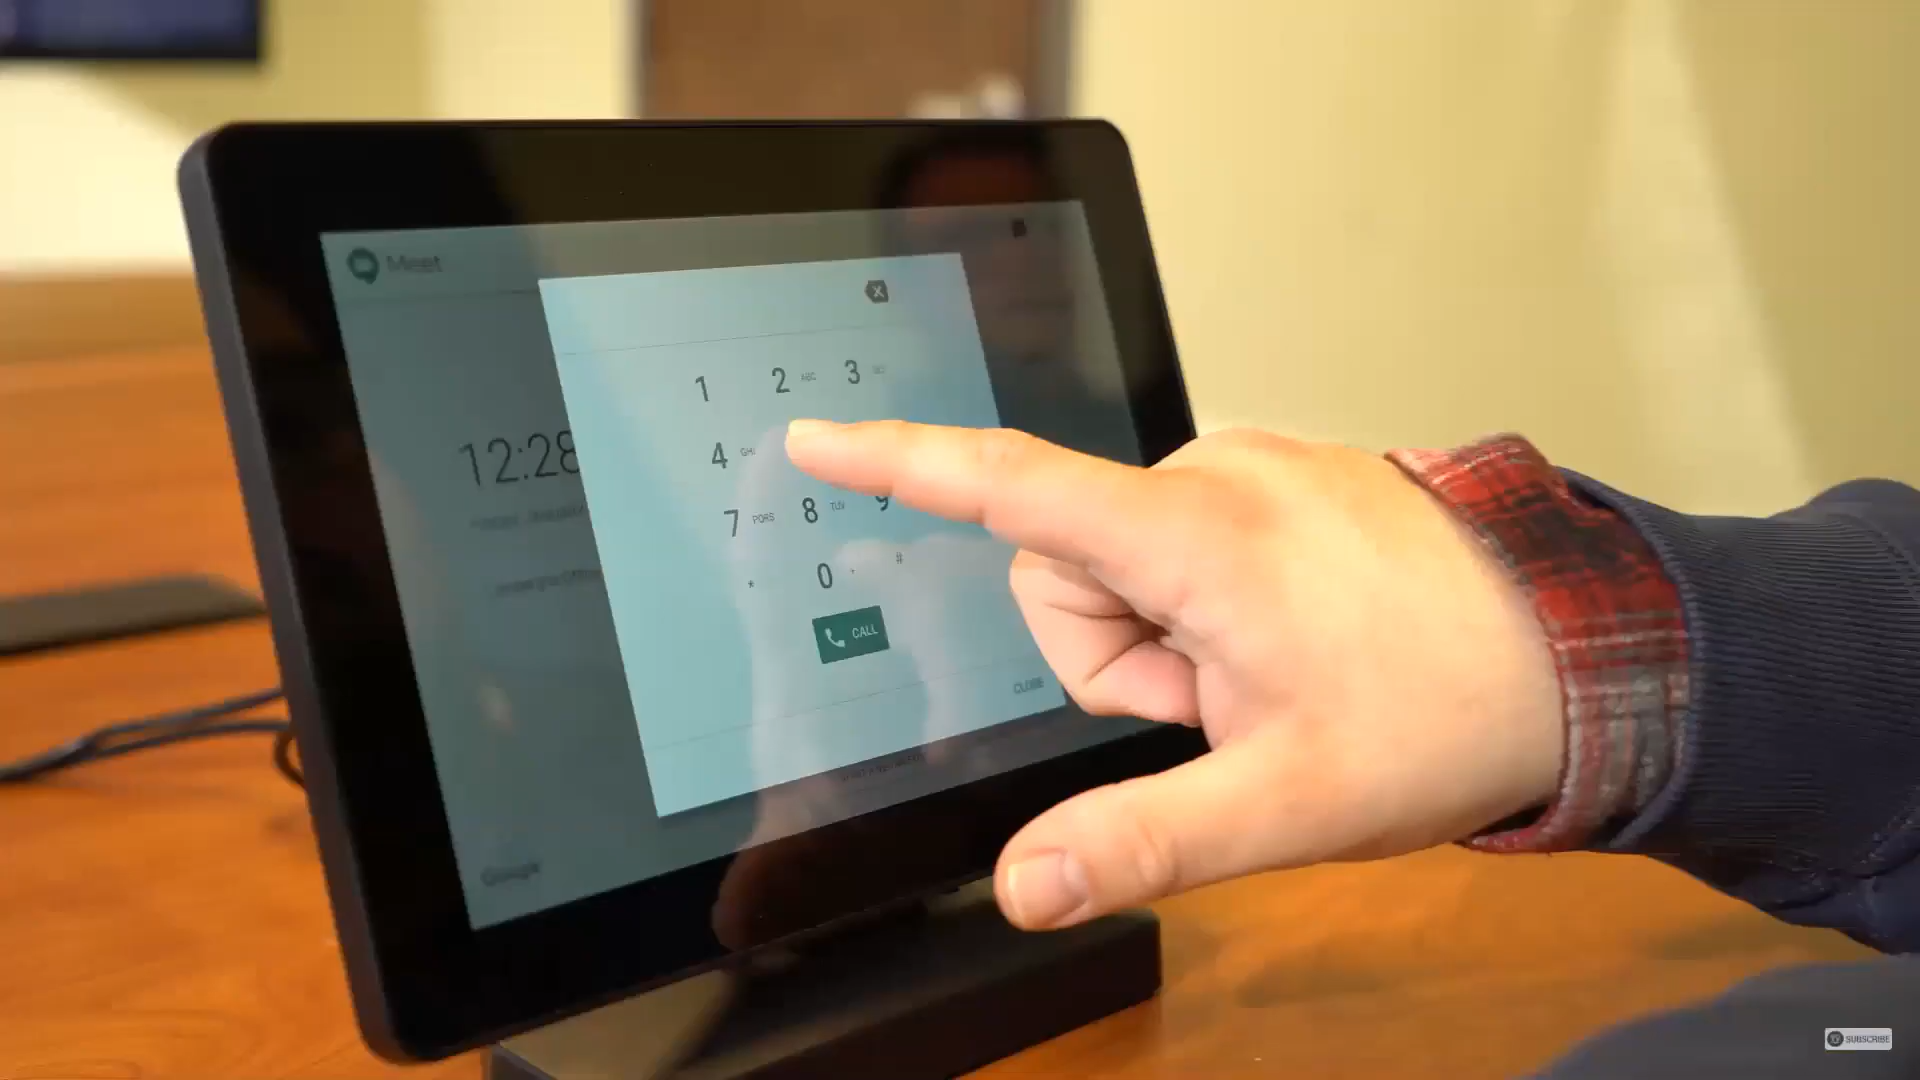 Meet
12:28
1 2 ABC 3
4 GHI
7 PQRS 8 TUV 9
* 0 + #
CALL
CLOSE
Google
SUBSCRIBE